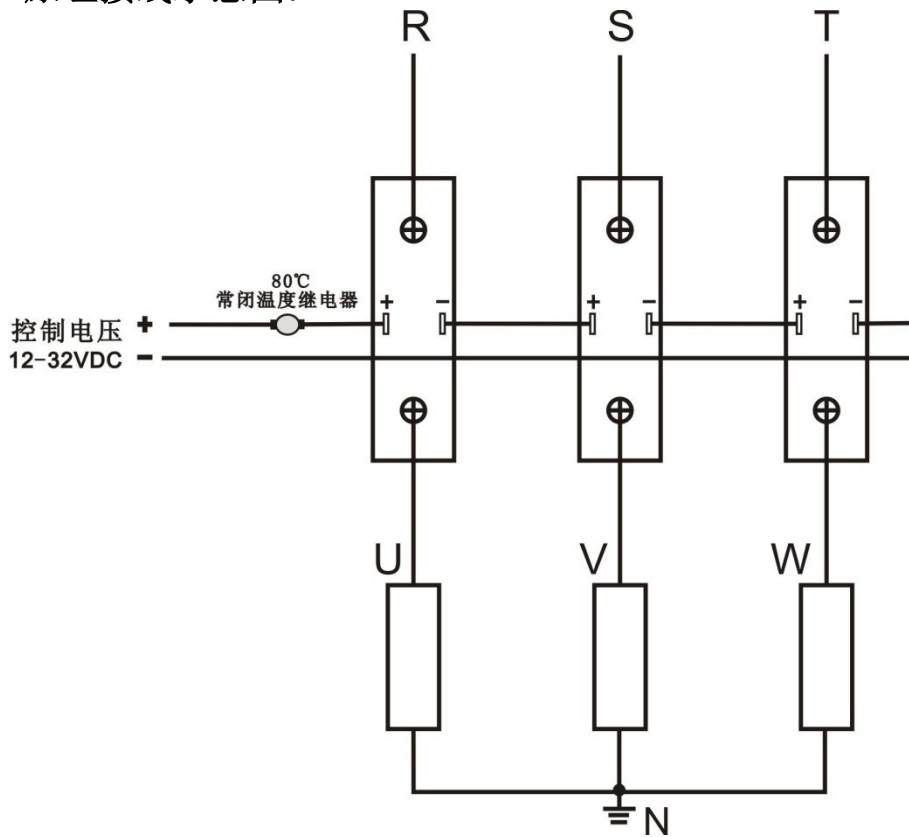 R S T
80℃
常闭温度继电器
+ - + - + -
控制电压 +
12-32VDC -
U V W
N